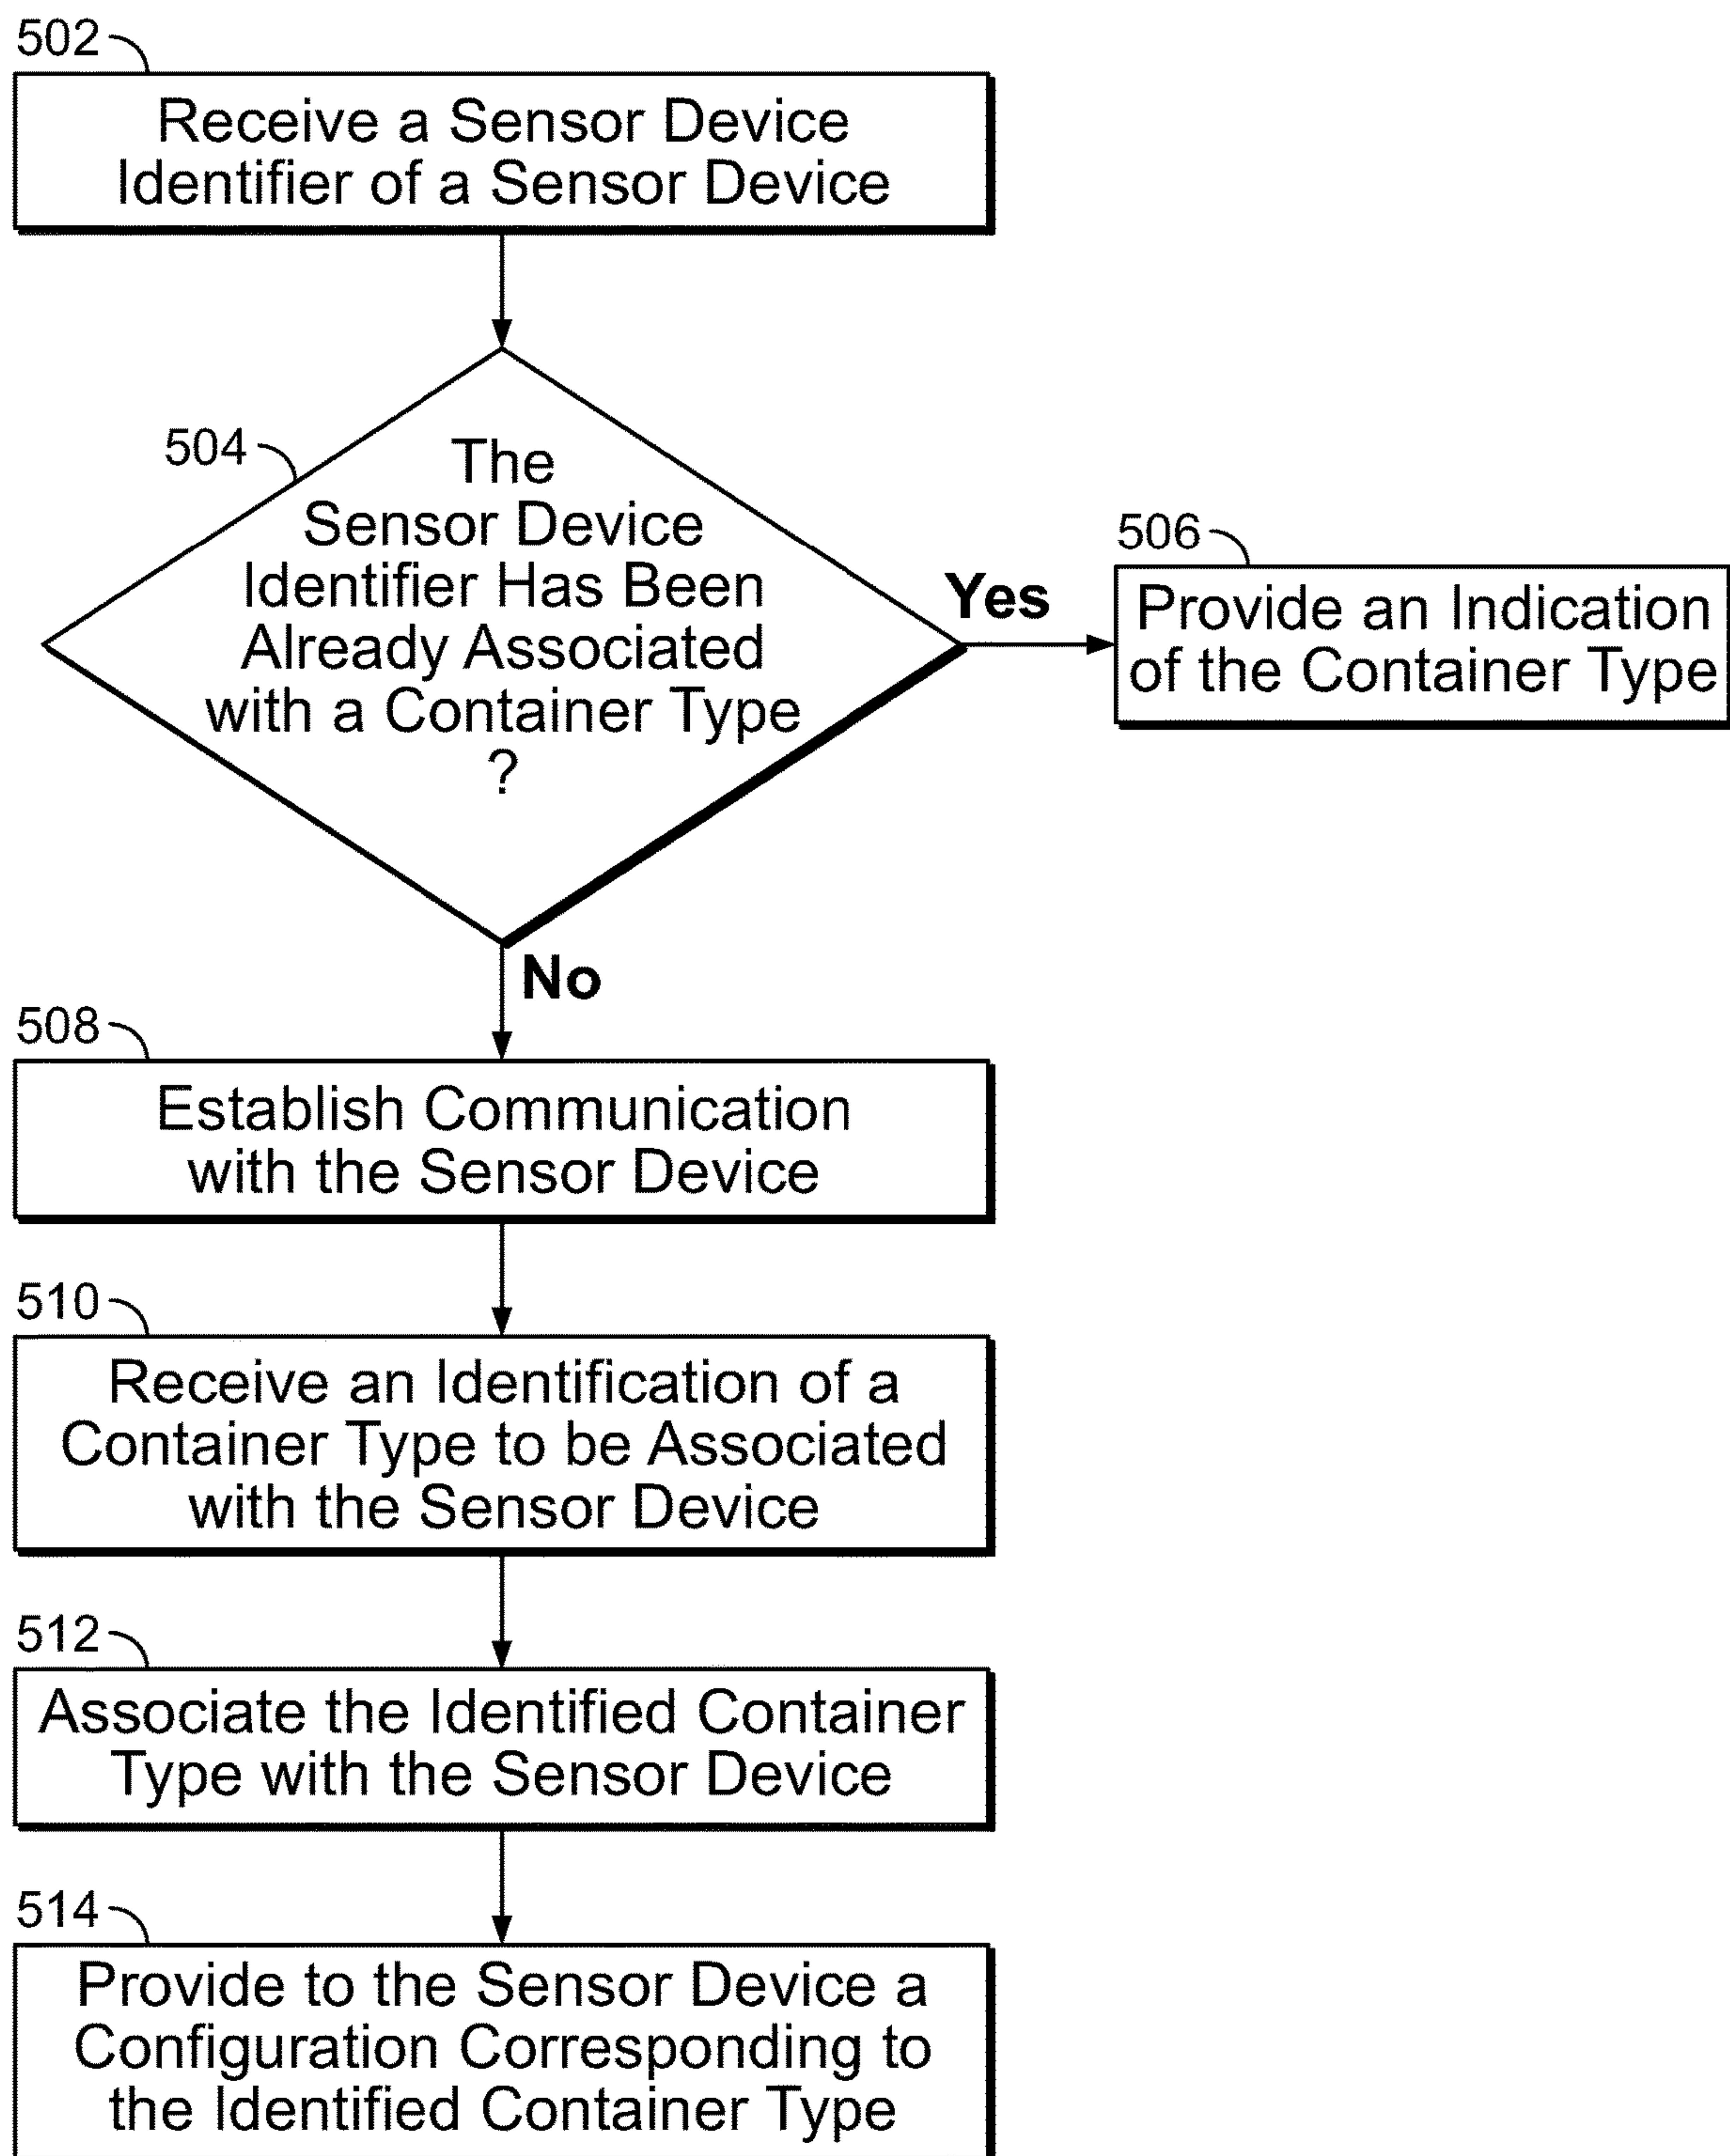 502
Receive a Sensor Device
Identifier of a Sensor Device
504
The
Sensor Device
Identifier Has Been
Already Associated
with a Container Type
?
Yes
506
Provide an Indication
of the Container Type
No
508
Establish Communication
with the Sensor Device
510
Receive an Identification of a
Container Type to be Associated
with the Sensor Device
512
Associate the Identified Container
Type with the Sensor Device
514
Provide to the Sensor Device a
Configuration Corresponding to
the Identified Container Type